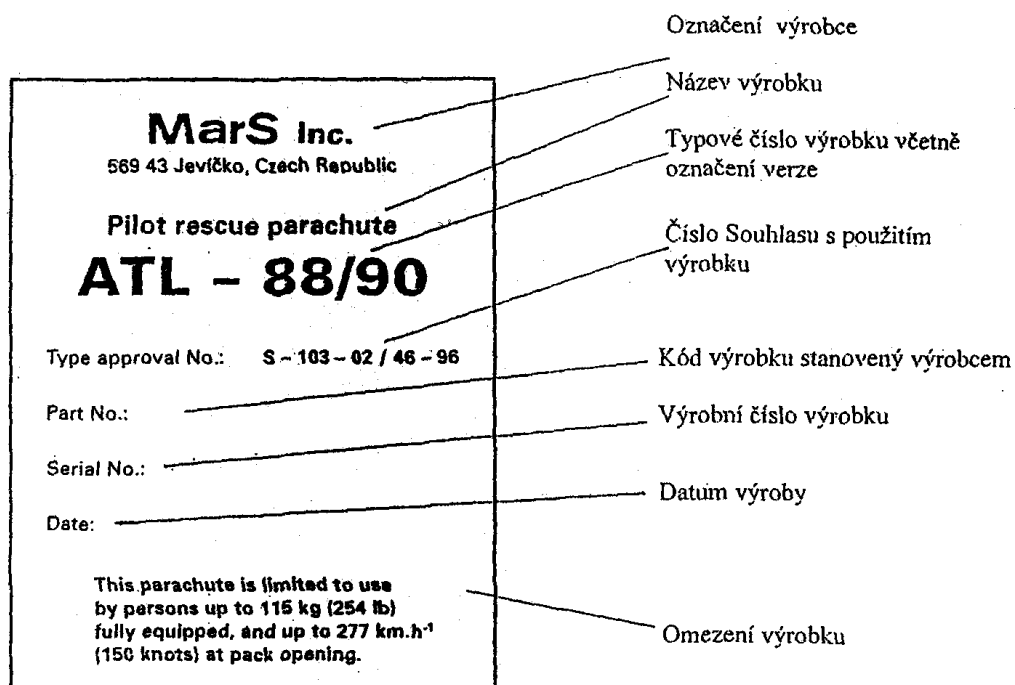 Označení výrobce
Název výrobku
Typové číslo výrobku včetně
označení verze
Číslo Souhlasu s použitím
výrobku
Kód výrobku stanovený výrobcem
Výrobní číslo výrobku
Datum výroby
Omezení výrobku
MarS Inc.
569 43 Jevíčko, Czech Republic
Pilot rescue parachute
ATL – 88/90
Type approval No.: S – 103 – 02 / 46 – 96
Part No.:
Serial No.:
Date:
This parachute is limited to use
by persons up to 115 kg (254 lb)
fully equipped, and up to 277 km.h⁻¹
(150 knots) at pack opening.